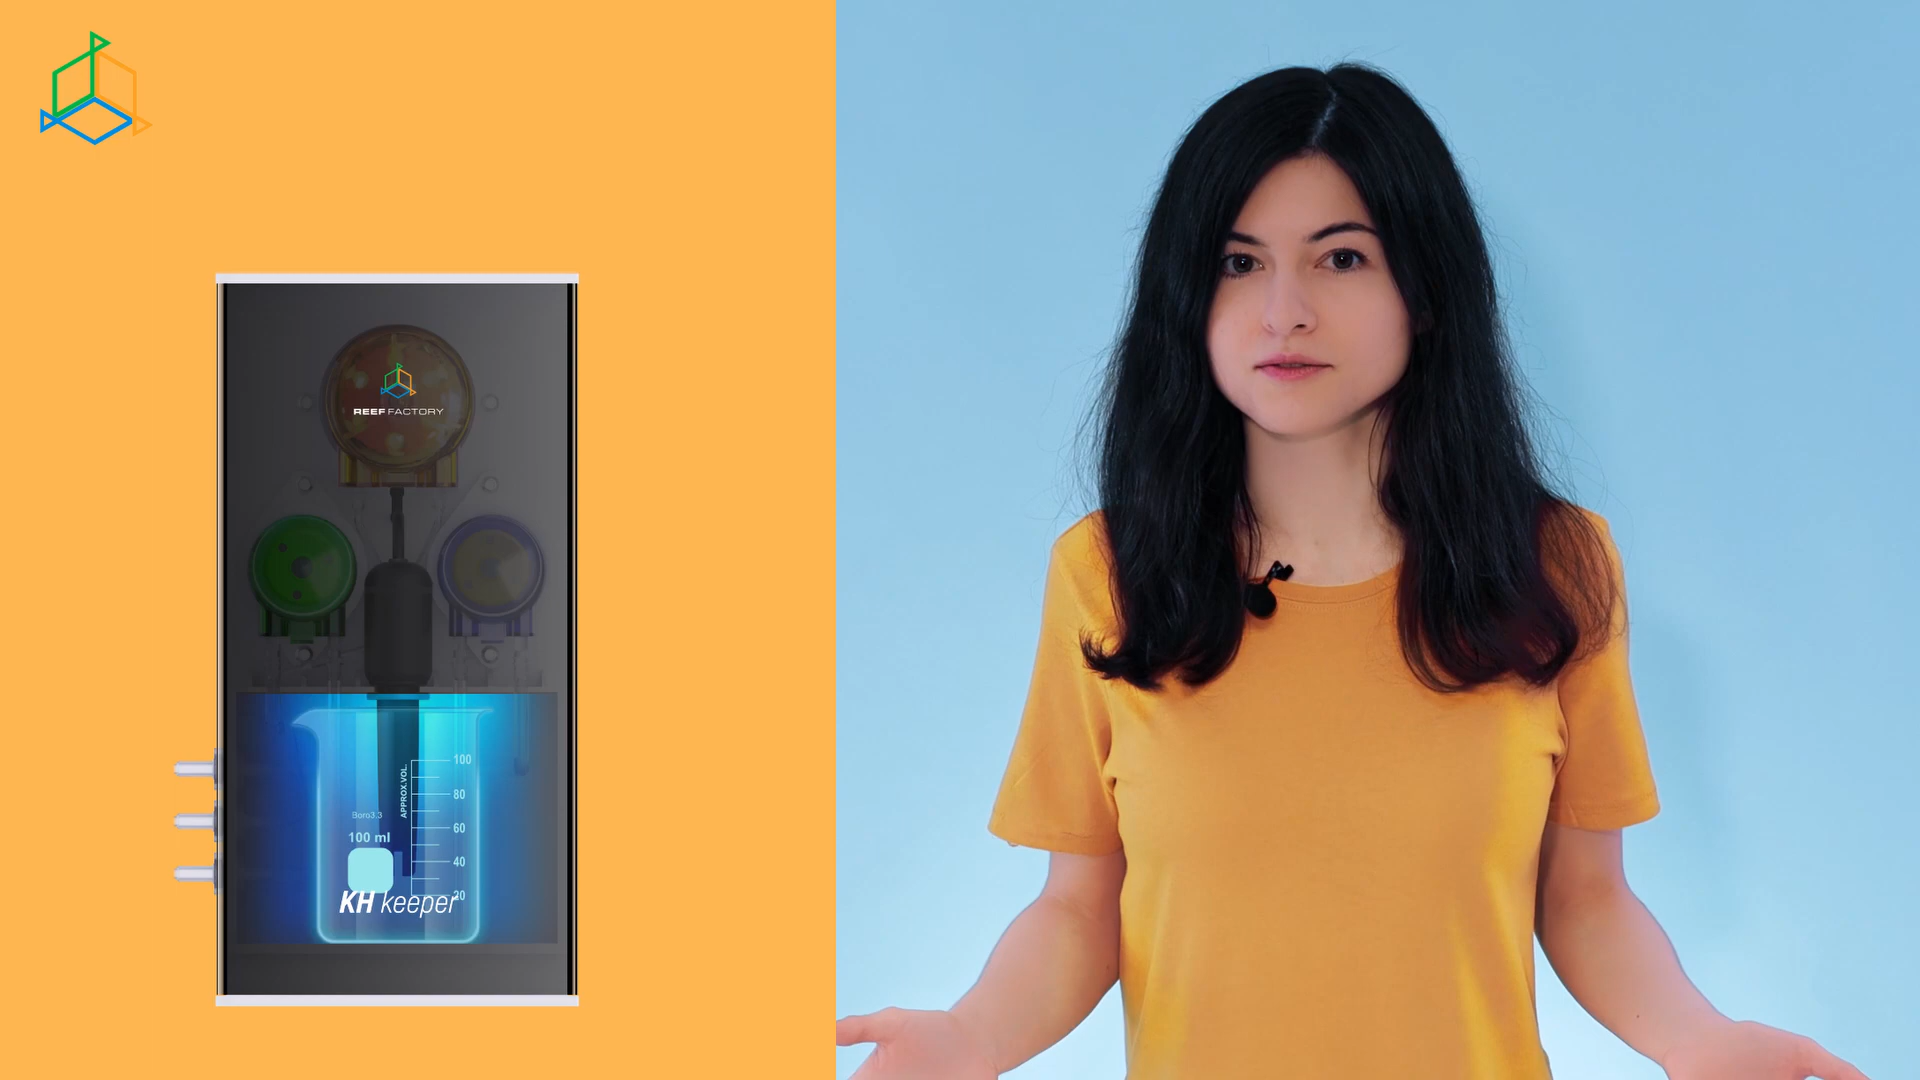 REEF FACTORY
100
80
APPROX.VOL.
Boro3.3
60
100 ml
40
20
KH keeper